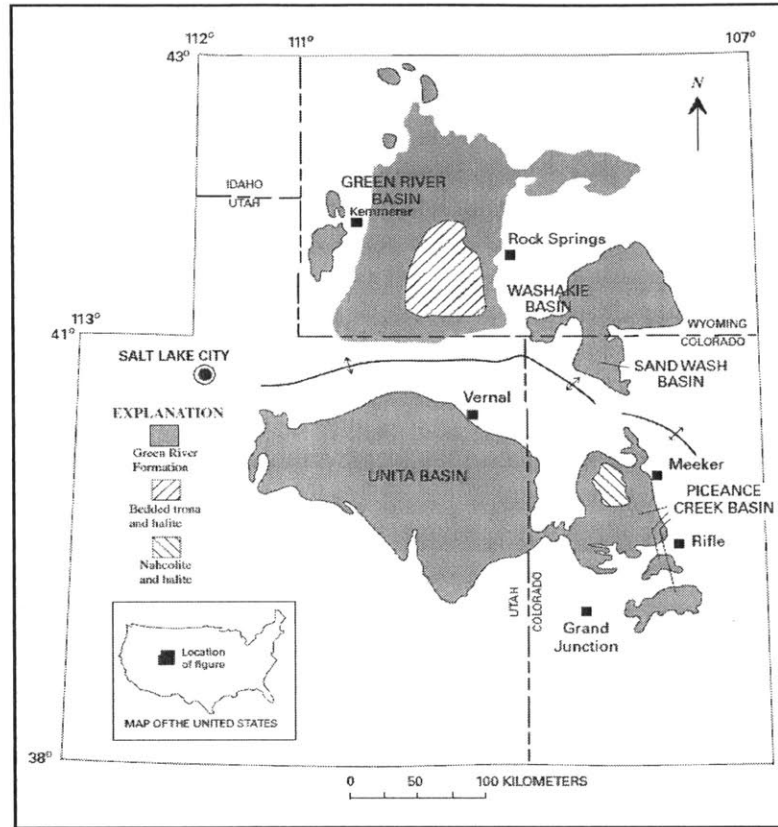 112°
111°
107°
43°
N
IDAHO
UTAH
GREEN RIVER
BASIN
Kemmerer
Rock Springs
WASHAKIE
BASIN
113°
41°
WYOMING
COLORADO
SALT LAKE CITY
SAND WASH
BASIN
EXPLANATION
Green River
Formation
Bedded trona
and halite
Nahcolite
and halite
Vernal
UNITA BASIN
Meeker
PICEANCE
CREEK BASIN
Rifle
UTAH
COLORADO
Grand
Junction
Location
of figure
MAP OF THE UNITED STATES
38°
0 50 100 KILOMETERS